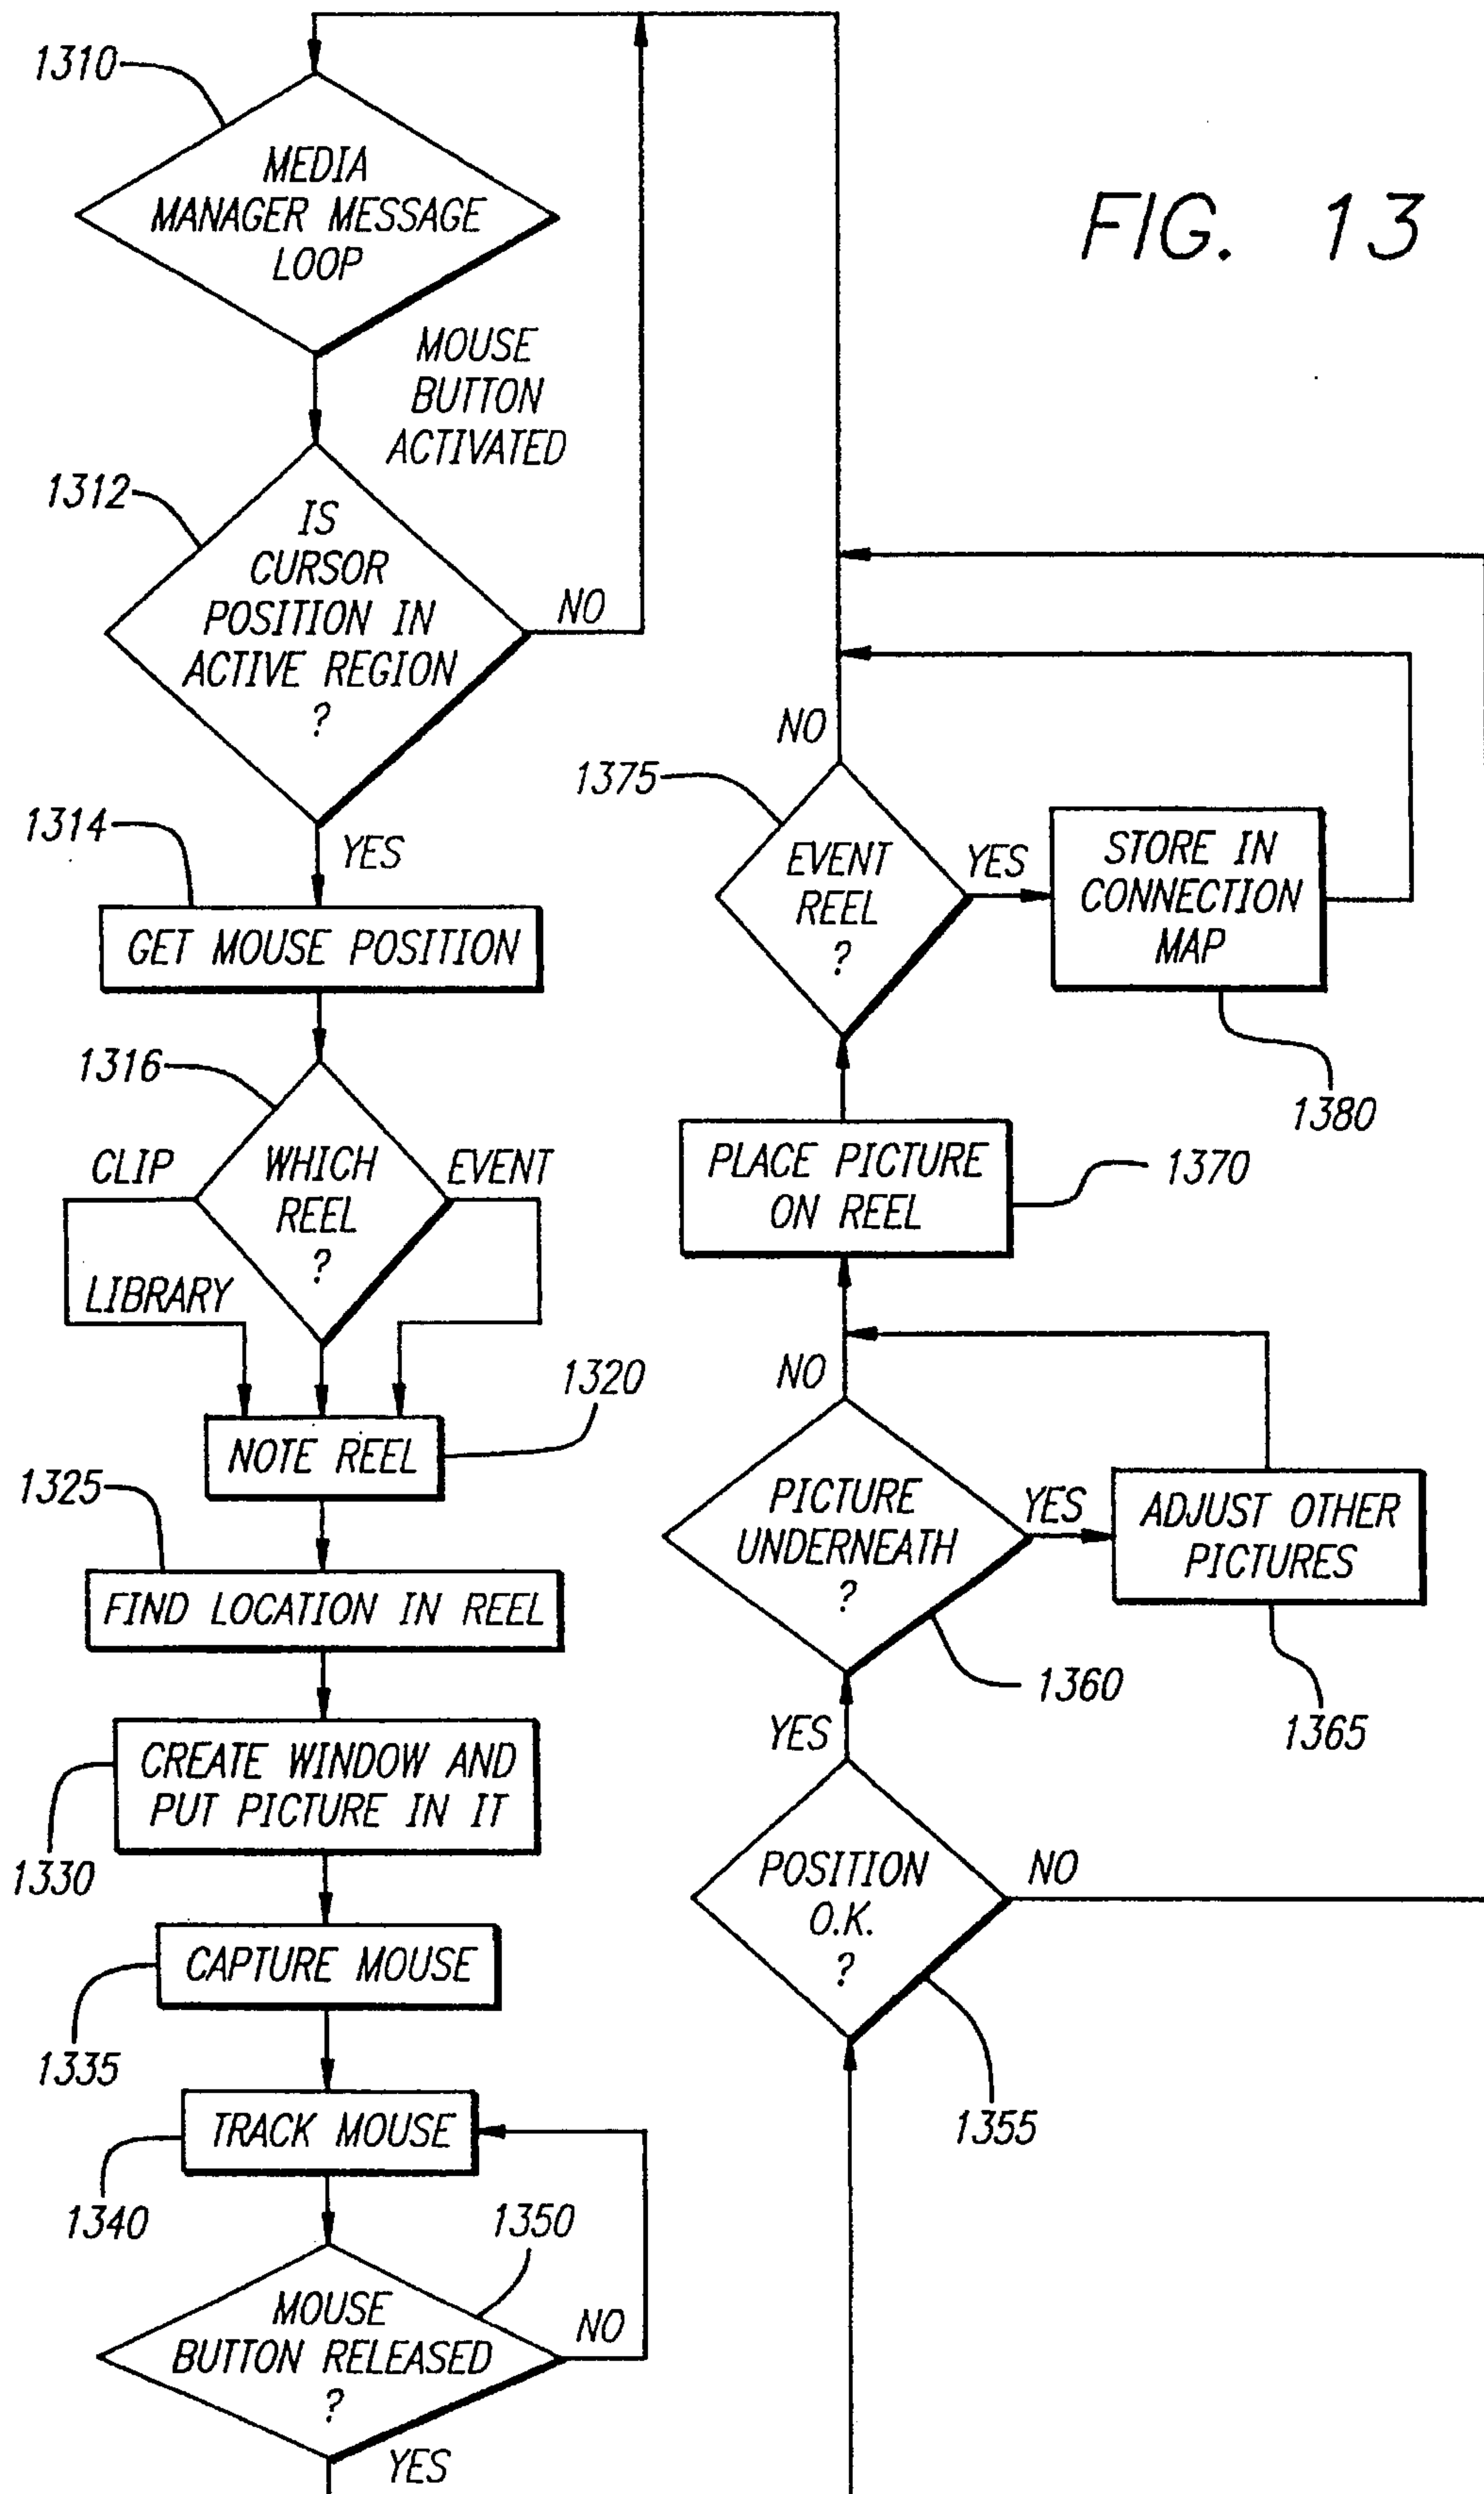 FIG. 13
1310
MEDIA
MANAGER MESSAGE
LOOP
MOUSE
BUTTON
ACTIVATED
1312
IS
CURSOR
POSITION IN
ACTIVE REGION
?
NO
YES
1314
GET MOUSE POSITION
1316
WHICH
REEL
?
CLIP
EVENT
LIBRARY
1320
NOTE REEL
1325
FIND LOCATION IN REEL
CREATE WINDOW AND
PUT PICTURE IN IT
1330
CAPTURE MOUSE
1335
TRACK MOUSE
1340
1350
MOUSE
BUTTON RELEASED
?
NO
YES
POSITION
O.K.
?
NO
1355
YES
PICTURE
UNDERNEATH
?
1360
YES
ADJUST OTHER
PICTURES
1365
NO
PLACE PICTURE
ON REEL
1370
1375
EVENT
REEL
?
YES
STORE IN
CONNECTION
MAP
1380
NO